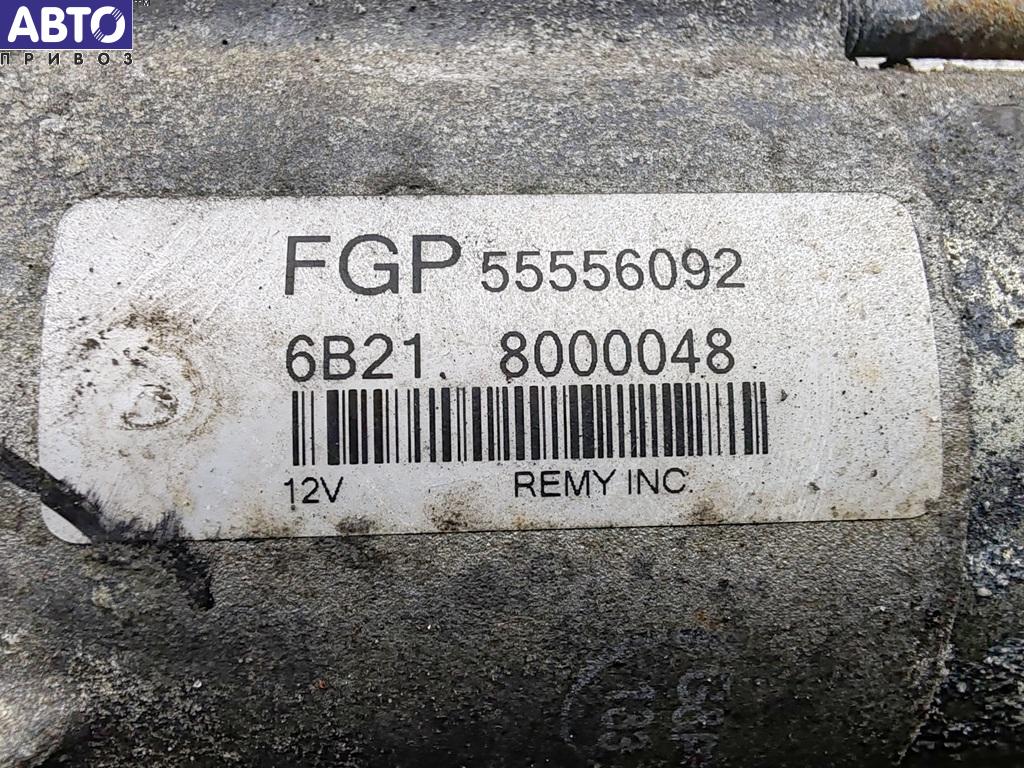 АВТО
ПРИВОЗ
FGP 55556092
6B21. 8000048
12V REMY INC.